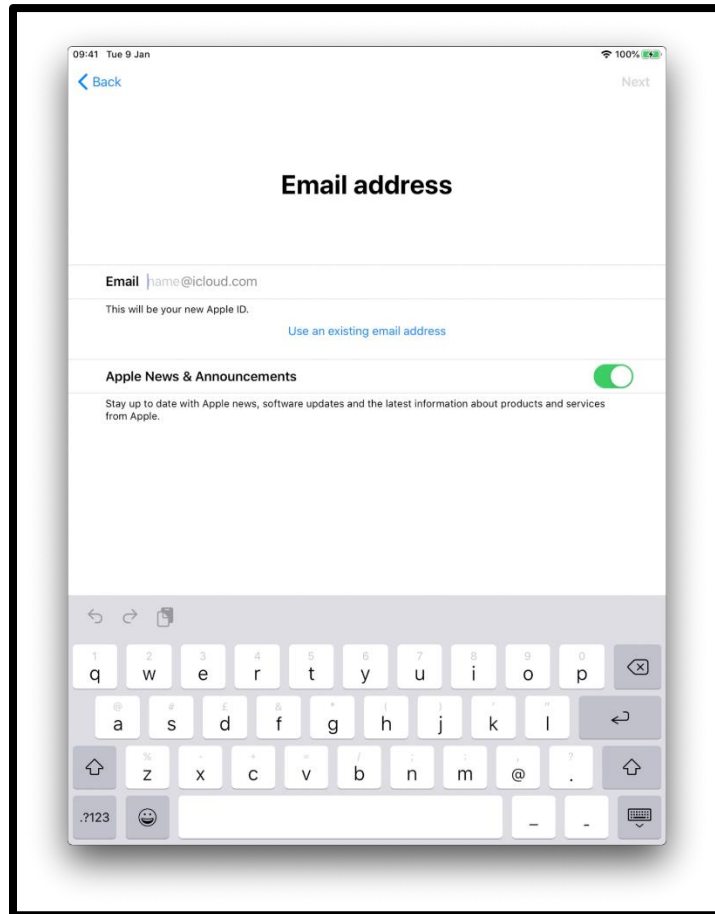 09:41 Tue 9 Jan 100%
Back Next
Email address
Email name@icloud.com
This will be your new Apple ID.
Use an existing email address
Apple News & Announcements
Stay up to date with Apple news, software updates and the latest information about products and services
from Apple.
1 2 3 4 5 6 7 8 9 0
q w e r t y u i o p
@ # £ & * ( ) ' "
a s d f g h j k l
% - + = / ; : , ?
z x c v b n m @ .
.?123 _ -